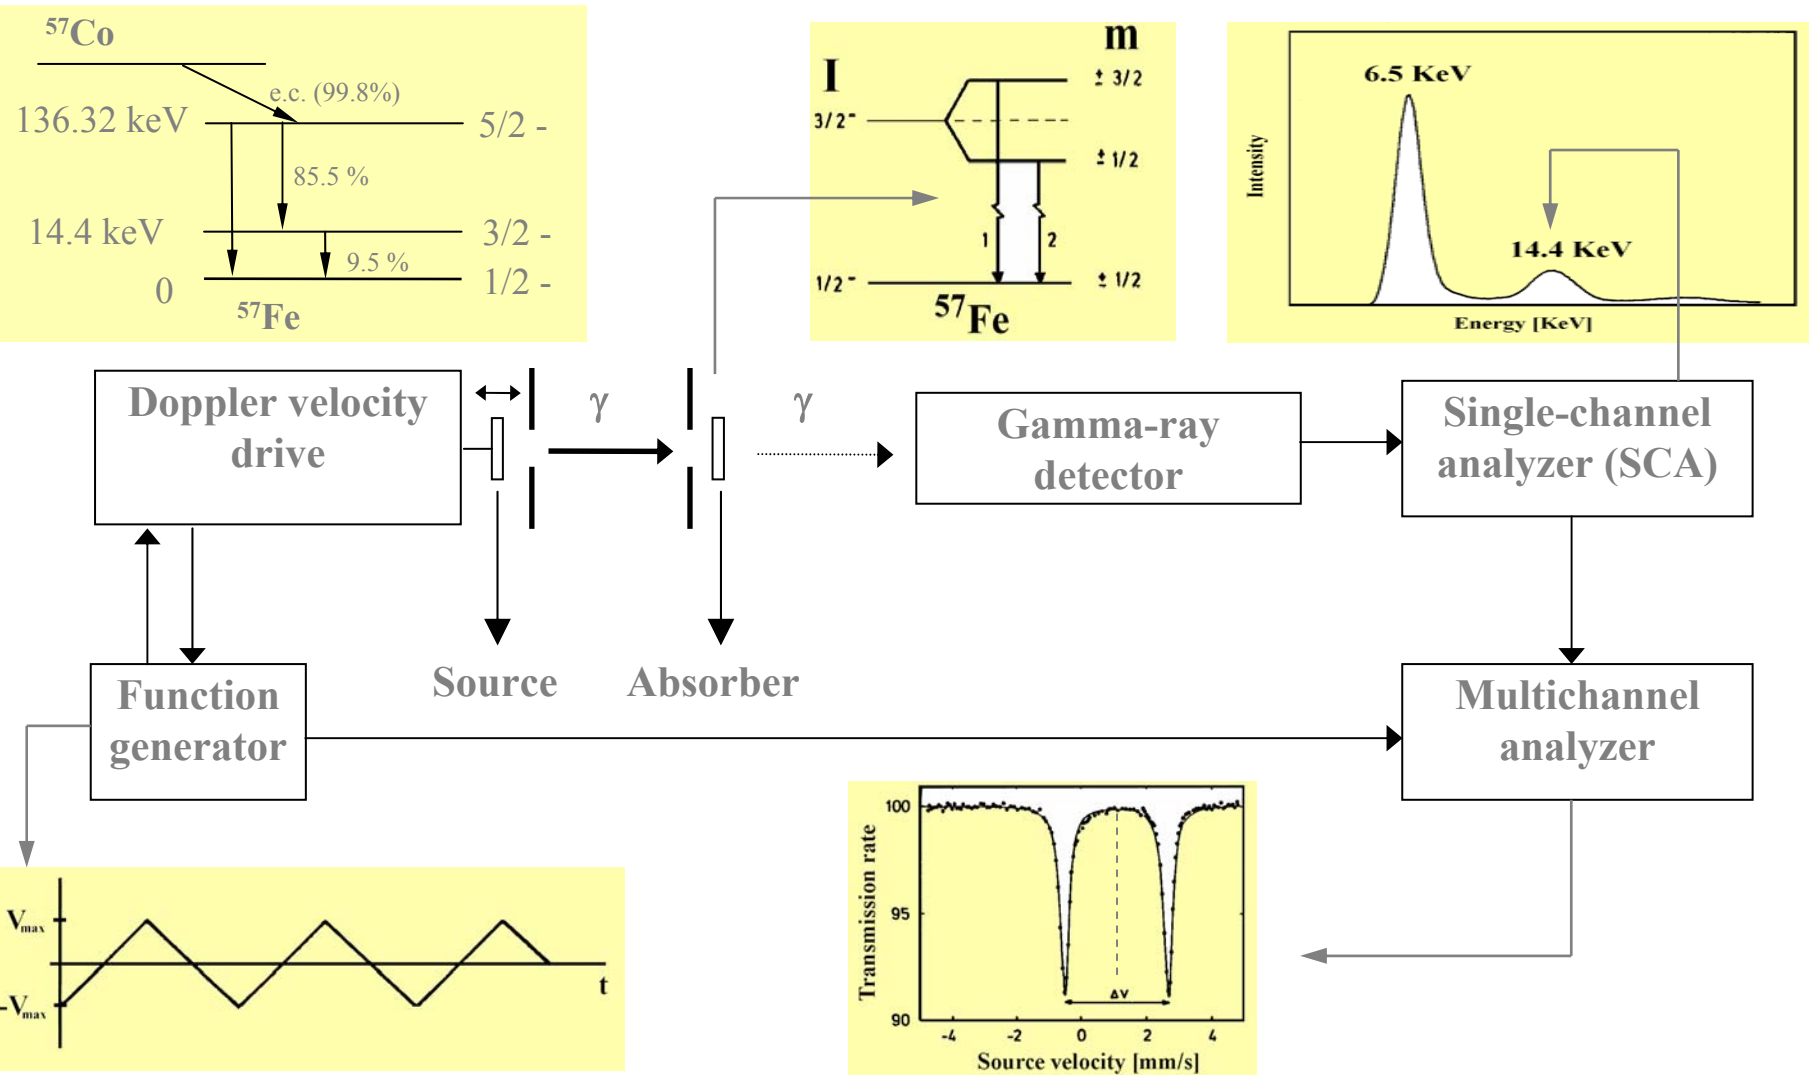 ⁵⁷Co
e.c. (99.8%)
136.32 keV
5/2 -
85.5 %
14.4 keV
3/2 -
9.5 %
0
1/2 -
⁵⁷Fe
m
I
± 3/2
3/2⁻
± 1/2
1
2
1/2⁻
± 1/2
⁵⁷Fe
6.5 KeV
Intensity
14.4 KeV
Energy [KeV]
Doppler velocity
drive
γ
γ
Gamma-ray
detector
Single-channel
analyzer (SCA)
Source
Absorber
Function
generator
Multichannel
analyzer
Vmax
-Vmax
t
Transmission rate
100
95
90
ΔV
-4
-2
0
2
4
Source velocity [mm/s]